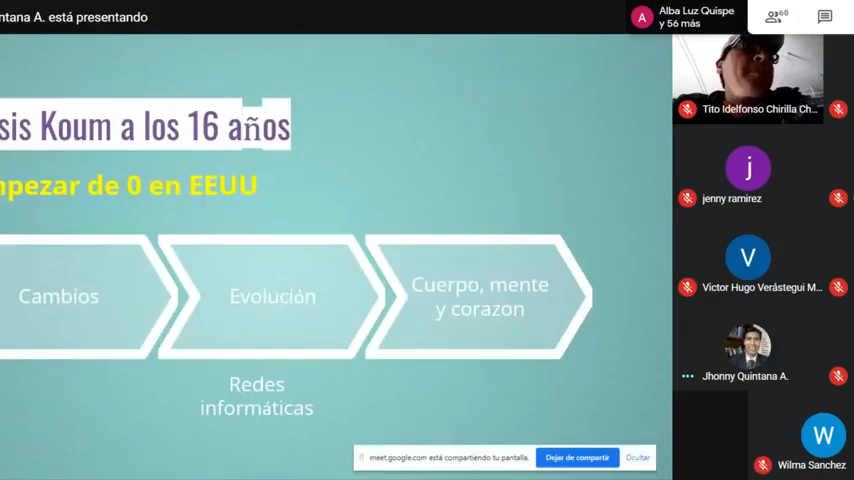 ntana A. está presentando
Alba Luz Quispe
y 56 más
A
68
sis Koum a los 16 años
pezar de 0 en EEUU
Cambios
Evolución
Cuerpo, mente
y corazon
Redes
informáticas
meet.google.com está compartiendo tu pantalla.
Dejar de compartir
Ocultar
Tito Idelfonso Chirilla Ch...
j
jenny ramirez
V
Victor Hugo Verástegui M...
Jhonny Quintana A.
W
Wilma Sanchez